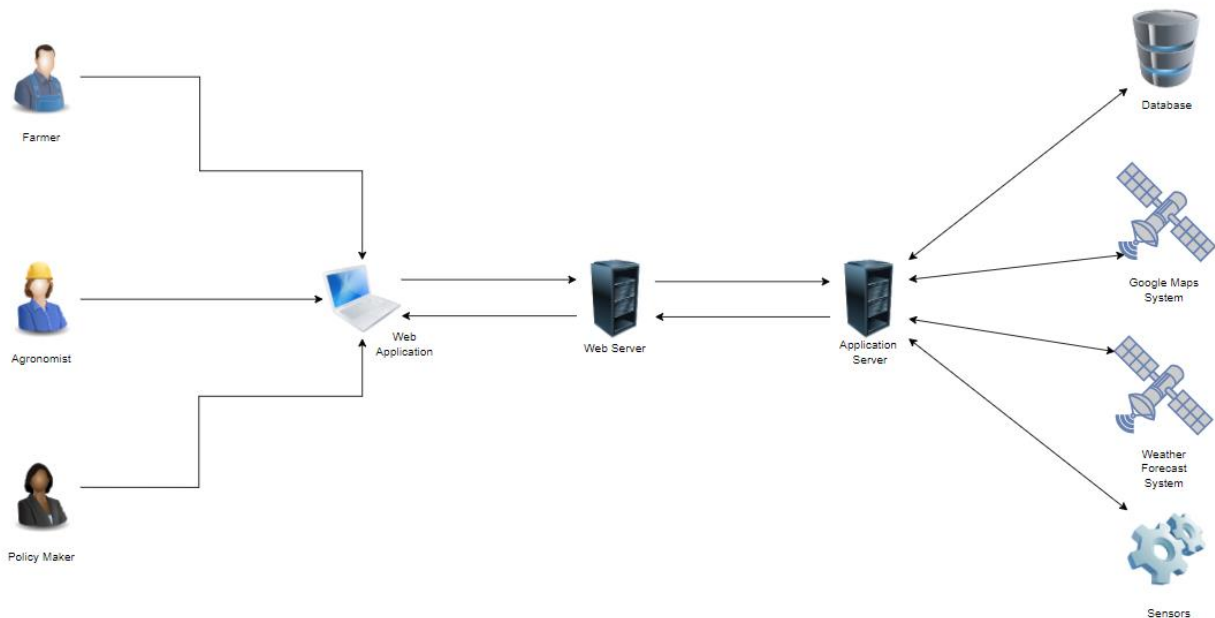 Farmer
Agronomist
Policy Maker
Web
Application
Web Server
Application
Server
Database
Google Maps
System
Weather
Forecast
System
Sensors